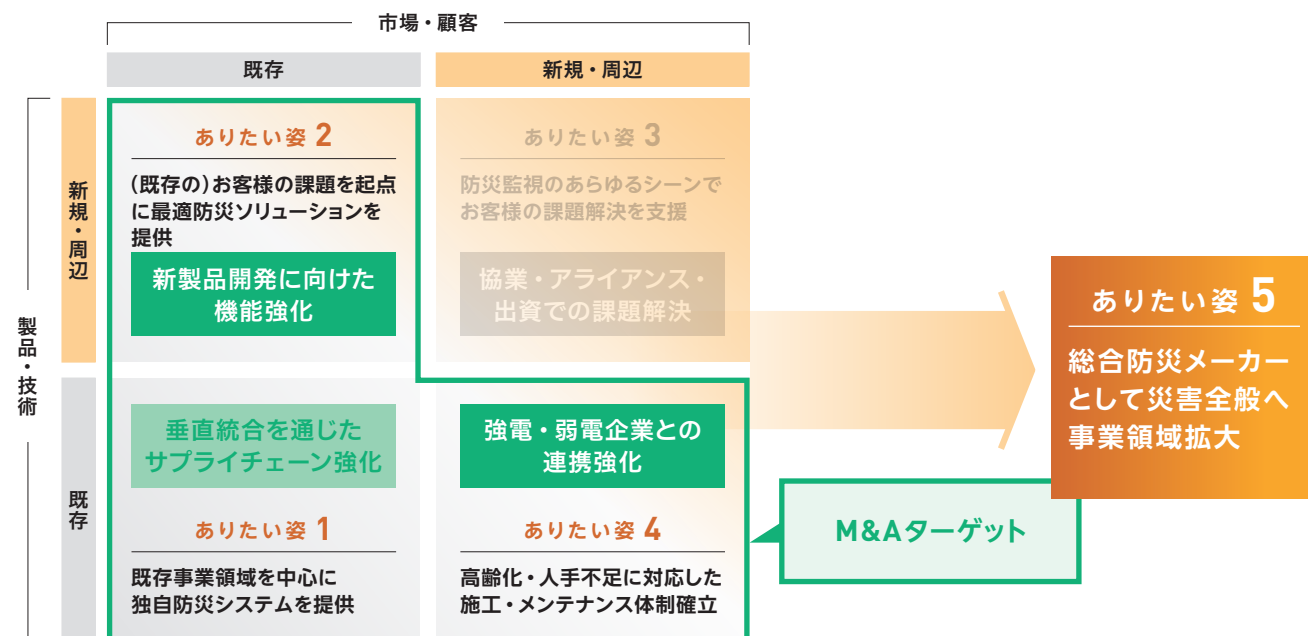 市場・顧客
既存
新規・周辺
製品・技術
新規・周辺
ありたい姿 2
(既存の)お客様の課題を起点
に最適防災ソリューションを
提供
新製品開発に向けた
機能強化
ありたい姿 3
防災監視のあらゆるシーンで
お客様の課題解決を支援
協業・アライアンス・
出資での課題解決
既存
垂直統合を通じた
サプライチェーン強化
ありたい姿 1
既存事業領域を中心に
独自防災システムを提供
強電・弱電企業との
連携強化
ありたい姿 4
高齢化・人手不足に対応した
施工・メンテナンス体制確立
ありたい姿 5
総合防災メーカー
として災害全般へ
事業領域拡大
M&Aターゲット